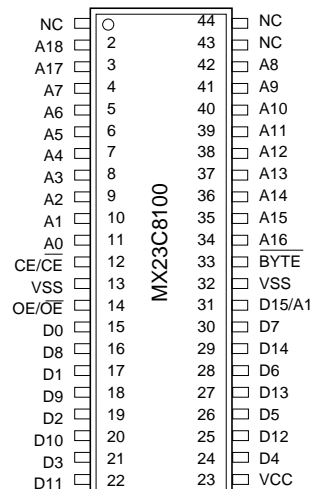 NC 44 NC
A18 2 43 NC
A17 3 42 A8
A7 4 41 A9
A6 5 40 A10
A5 6 39 A11
A4 7 38 A12
A3 8 37 A13
A2 9 36 A14
A1 10 35 A15
A0 11 34 A16
CE/CE 12 33 BYTE
VSS 13 32 VSS
OE/OE 14 31 D15/A1
D0 15 30 D7
D8 16 29 D14
D1 17 28 D6
D9 18 27 D13
D2 19 26 D5
D10 20 25 D12
D3 21 24 D4
D11 22 23 VCC
MX23C8100